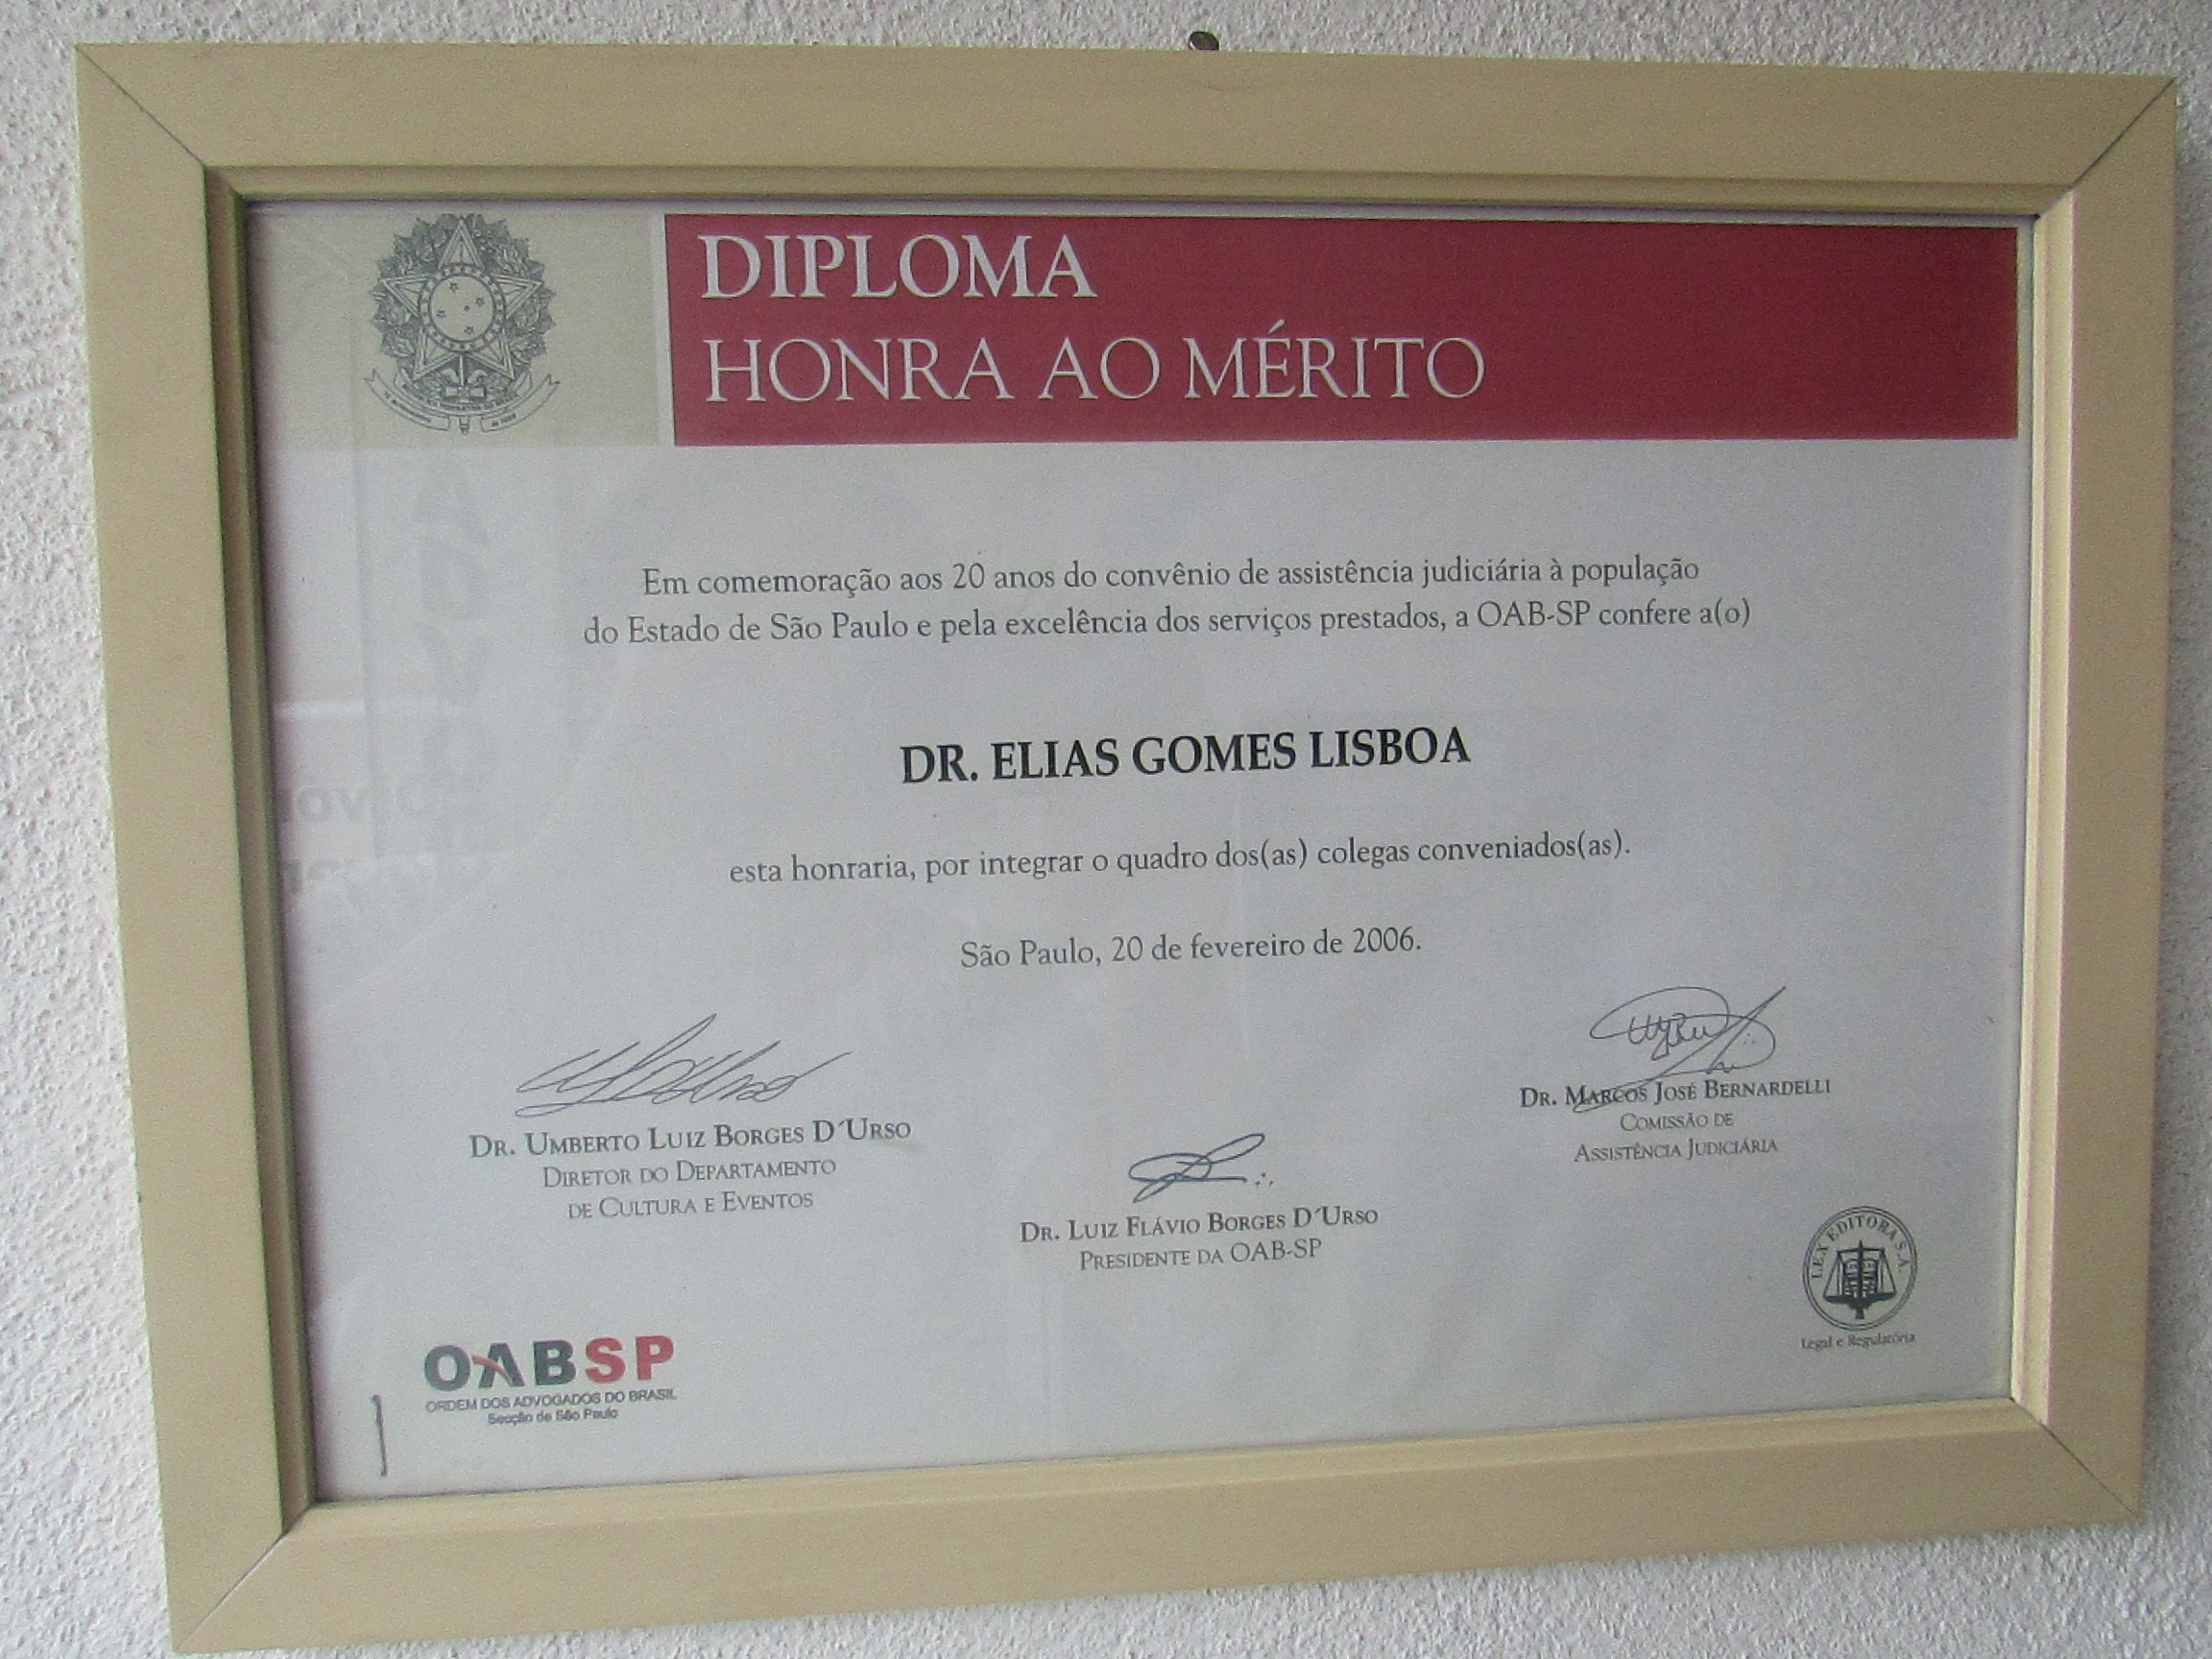 DIPLOMA
HONRA AO MÉRITO
Em comemoração aos 20 anos do convênio de assistência judiciária à população
do Estado de São Paulo e pela excelência dos serviços prestados, a OAB-SP confere a(o)
DR. ELIAS GOMES LISBOA
esta honraria, por integrar o quadro dos(as) colegas conveniados(as).
São Paulo, 20 de fevereiro de 2006.
DR. UMBERTO LUIZ BORGES D´URSO
DIRETOR DO DEPARTAMENTO
DE CULTURA E EVENTOS
DR. LUIZ FLÁVIO BORGES D´URSO
PRESIDENTE DA OAB-SP
DR. MARCOS JOSÉ BERNARDELLI
COMISSÃO DE
ASSISTÊNCIA JUDICIÁRIA
OABSP
ORDEM DOS ADVOGADOS DO BRASIL
Secção de São Paulo
LEX EDITORA S.A.
Legal e Regulatória